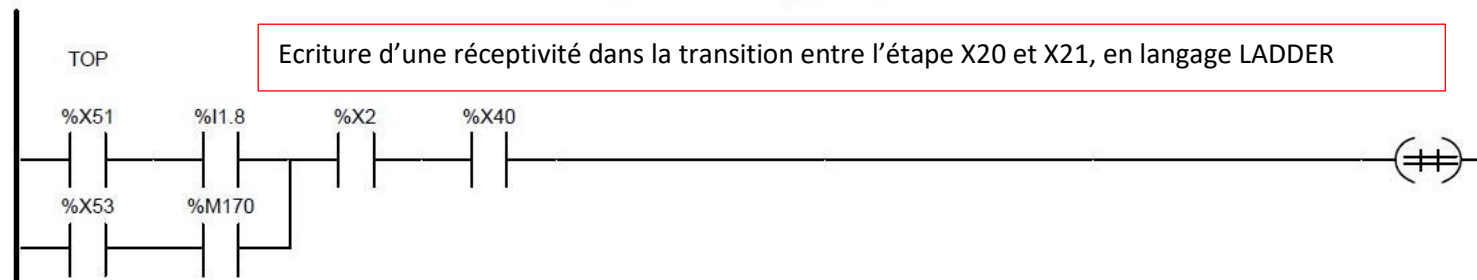 Ecriture d’une réceptivité dans la transition entre l’étape X20 et X21, en langage LADDER
TOP
%X51 %I1.8 %X2 %X40
%X53 %M170